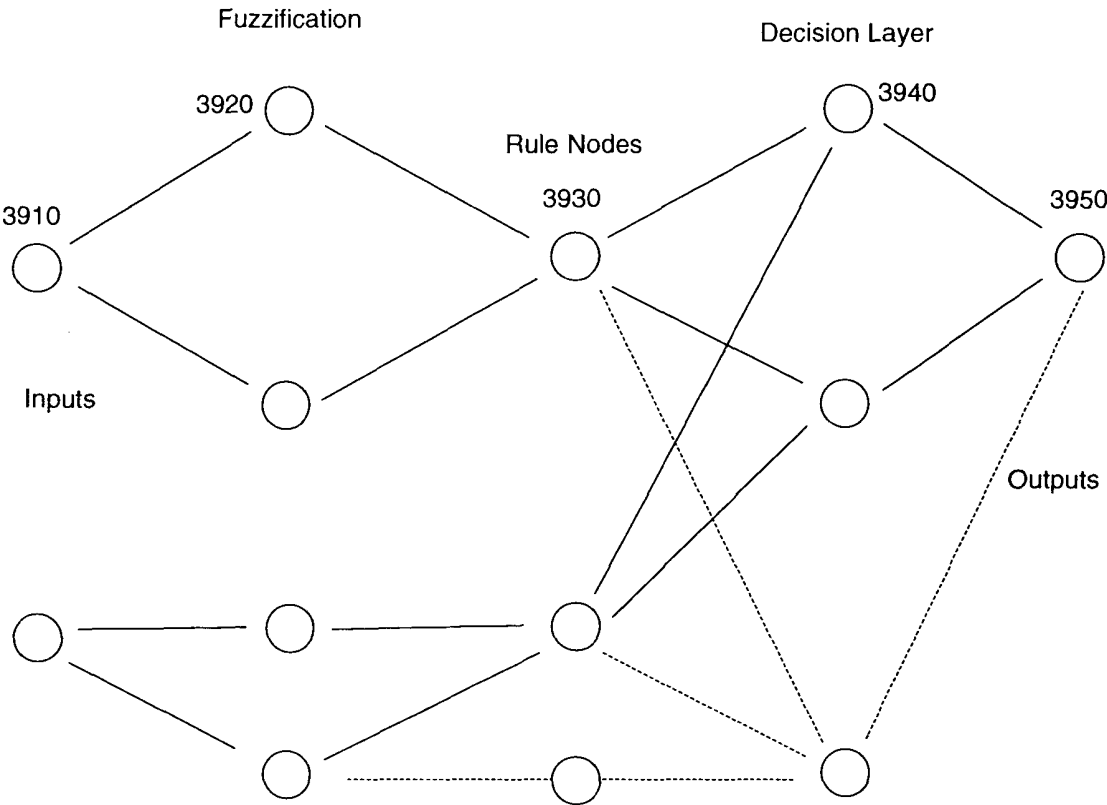 Fuzzification
Decision Layer
3920
3940
Rule Nodes
3910
3930
3950
Inputs
Outputs